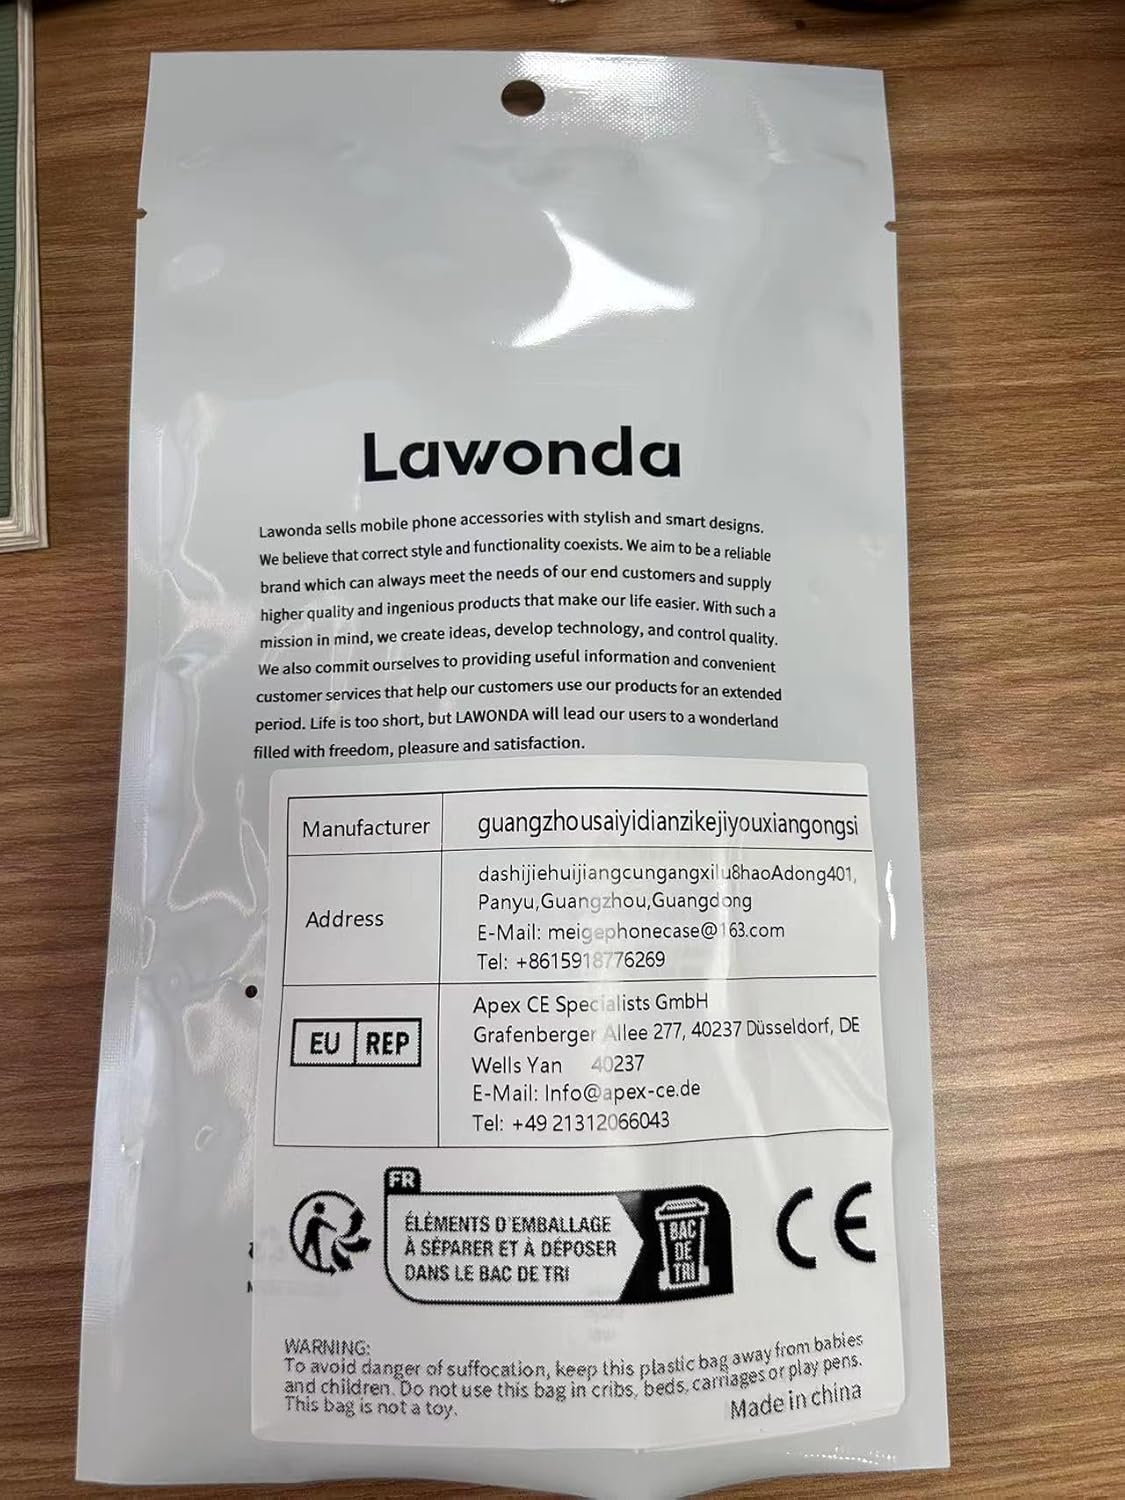 Lawonda
Lawonda sells mobile phone accessories with stylish and smart designs.
We believe that correct style and functionality coexists. We aim to be a reliable
brand which can always meet the needs of our end customers and supply
higher quality and ingenious products that make our life easier. With such a
mission in mind, we create ideas, develop technology, and control quality.
We also commit ourselves to providing useful information and convenient
customer services that help our customers use our products for an extended
period. Life is too short, but LAWONDA will lead our users to a wonderland
filled with freedom, pleasure and satisfaction.
Manufacturer
guangzhousaiyidianzikejiyouxiangongsi
Address
dashijiehuijiangcungangxilu8haoAdong401,
Panyu,Guangzhou,Guangdong
E-Mail: meigephonecase@163.com
Tel: +8615918776269
EU REP
Apex CE Specialists GmbH
Grafenberger Allee 277, 40237 Düsseldorf, DE
Wells Yan 40237
E-Mail: Info@apex-ce.de
Tel: +49 21312066043
FR
ÉLÉMENTS D'EMBALLAGE
À SÉPARER ET À DÉPOSER
DANS LE BAC DE TRI
BAC
DE
TRI
CE
WARNING:
To avoid danger of suffocation, keep this plastic bag away from babies
and children. Do not use this bag in cribs, beds, carriages or play pens.
This bag is not a toy.
Made in china